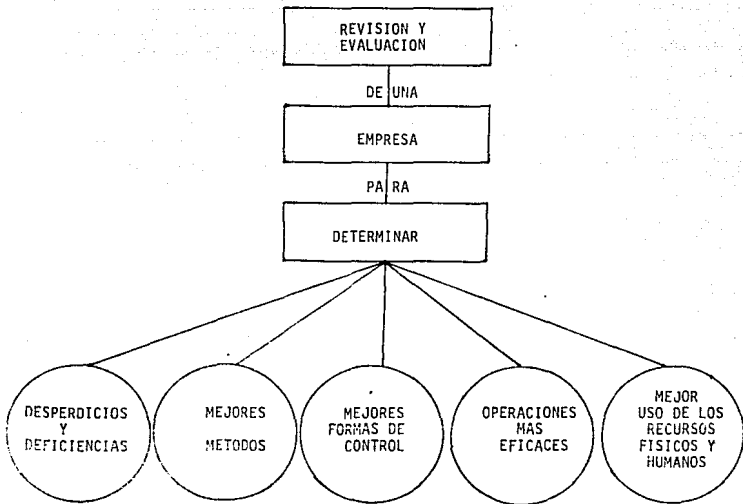 REVISION Y
EVALUACION
DE UNA
EMPRESA
PARA
DETERMINAR
DESPERDICIOS
Y
DEFICIENCIAS
MEJORES
METODOS
MEJORES
FORMAS DE
CONTROL
OPERACIONES
MAS
EFICACES
MEJOR
USO DE LOS
RECURSOS
FISICOS Y
HUMANOS